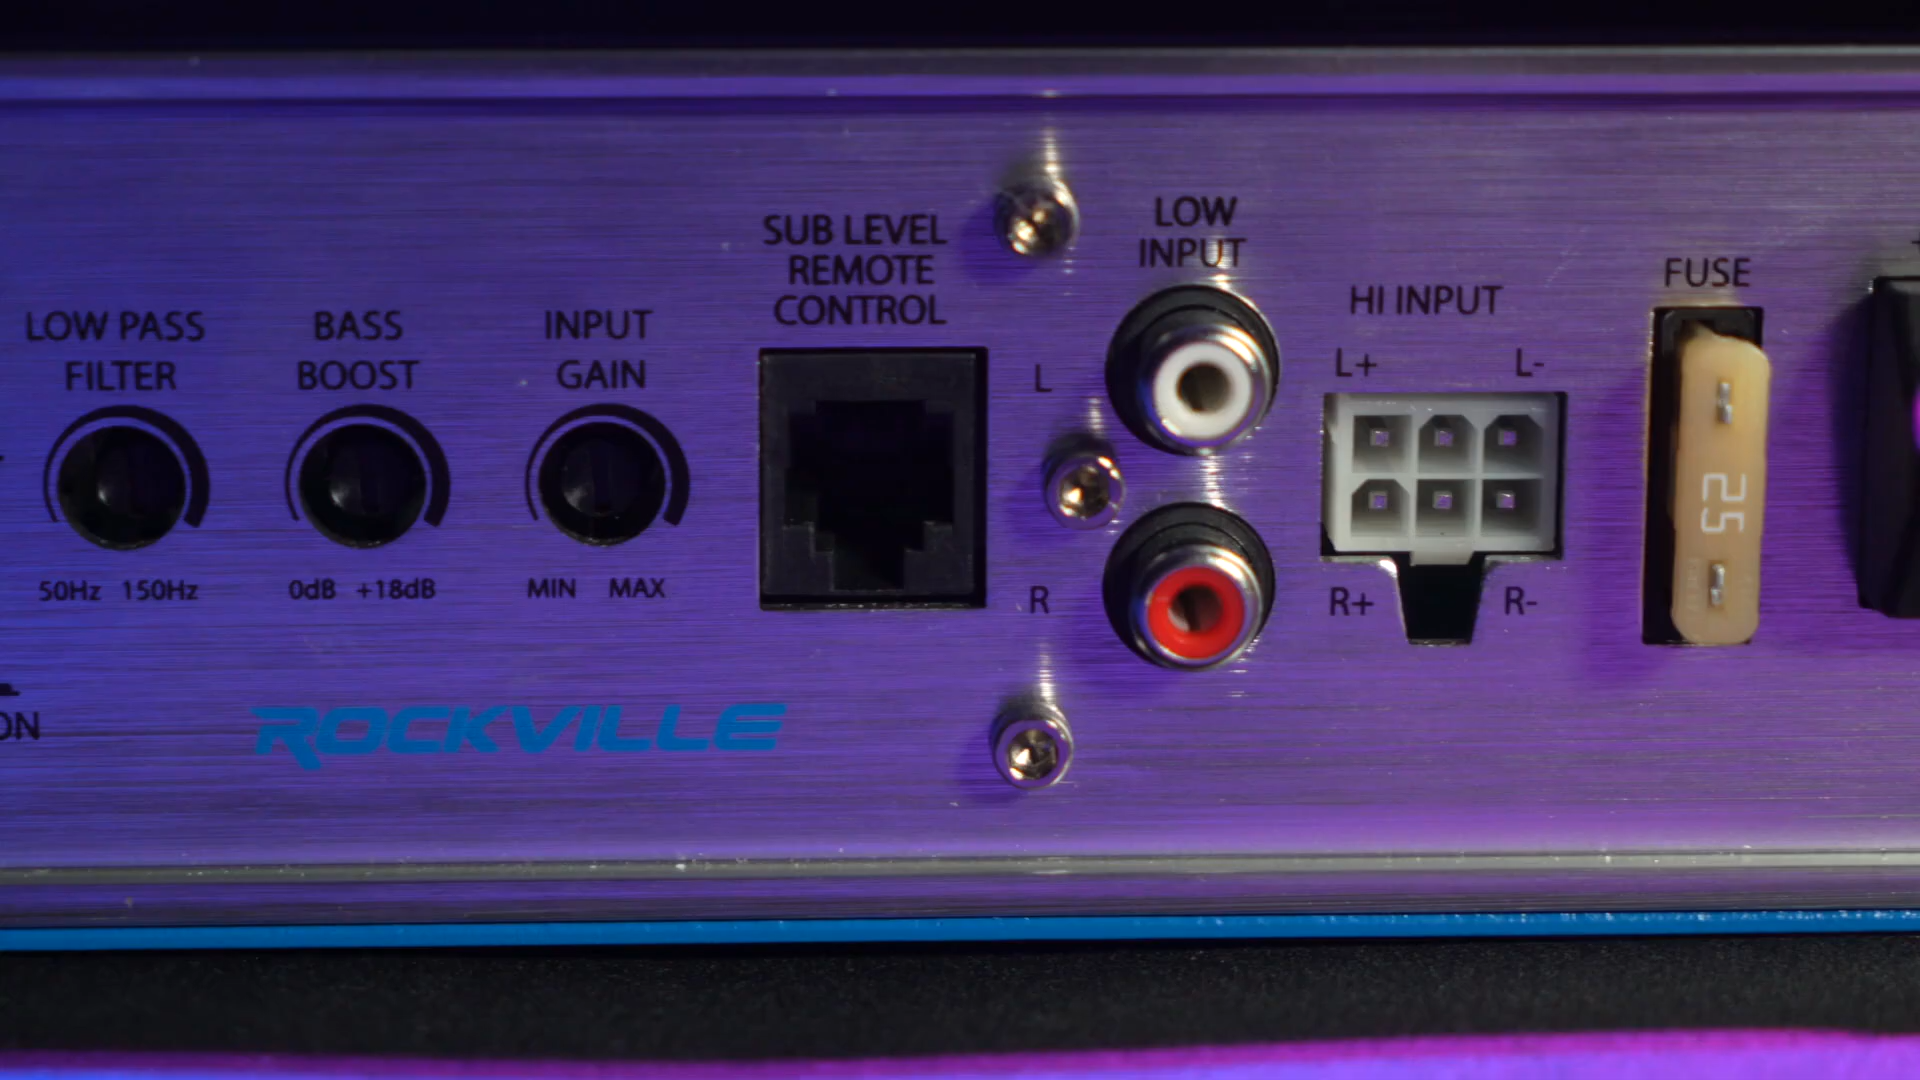 LOW PASS
FILTER
50Hz 150Hz
BASS
BOOST
0dB +18dB
INPUT
GAIN
MIN MAX
SUB LEVEL
REMOTE
CONTROL
LOW
INPUT
L
R
HI INPUT
L+ L-
R+ R-
FUSE
25
ON
ROCKVILLE